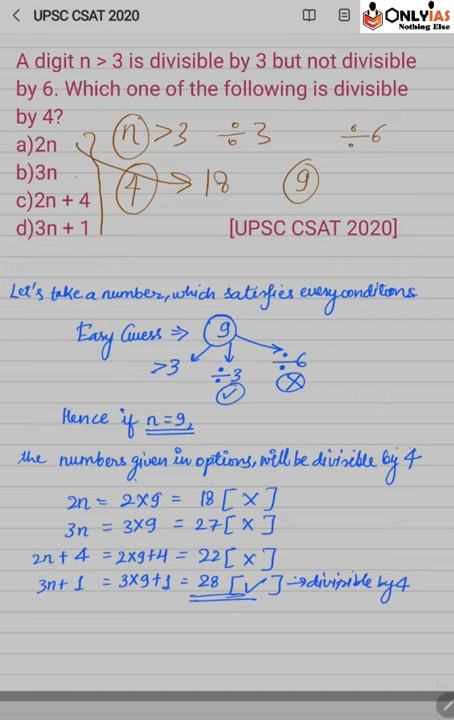 UPSC CSAT 2020
ONLYIAS
Nothing Else
A digit n > 3 is divisible by 3 but not divisible
by 6. Which one of the following is divisible
by 4?
a)2n
b)3n
c)2n + 4
d)3n + 1
[UPSC CSAT 2020]
n >3 ÷3 ÷6
4 → 18 9
Let's take a number, which satisfies every conditions
Easy Guess ⇒ 9
>3 ÷3 ÷6
Hence if n=9,
the numbers given in options, will be divisible by 4
2n = 2×9 = 18 [×]
3n = 3×9 = 27 [×]
2n + 4 = 2×9+4 = 22 [×]
3n+ 1 = 3×9+1 = 28 [✓] → divisible by 4